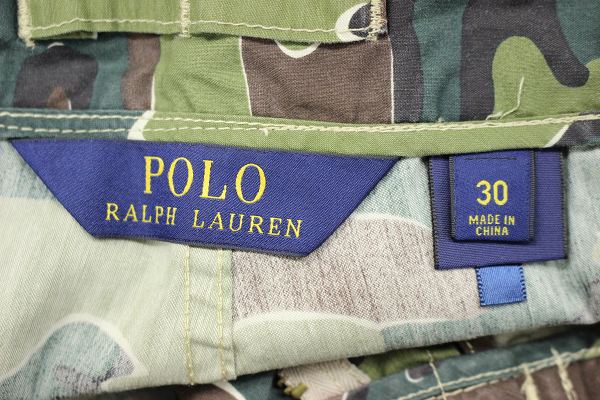 POLO
RALPH LAUREN
30
MADE IN
CHINA